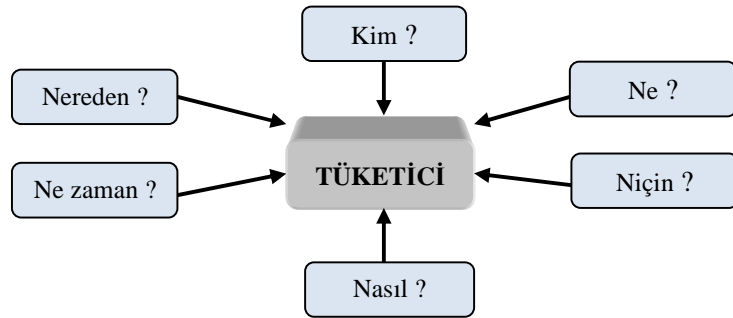 Kim ?
Nereden ?
Ne ?
TÜKETİCİ
Ne zaman ?
Niçin ?
Nasıl ?